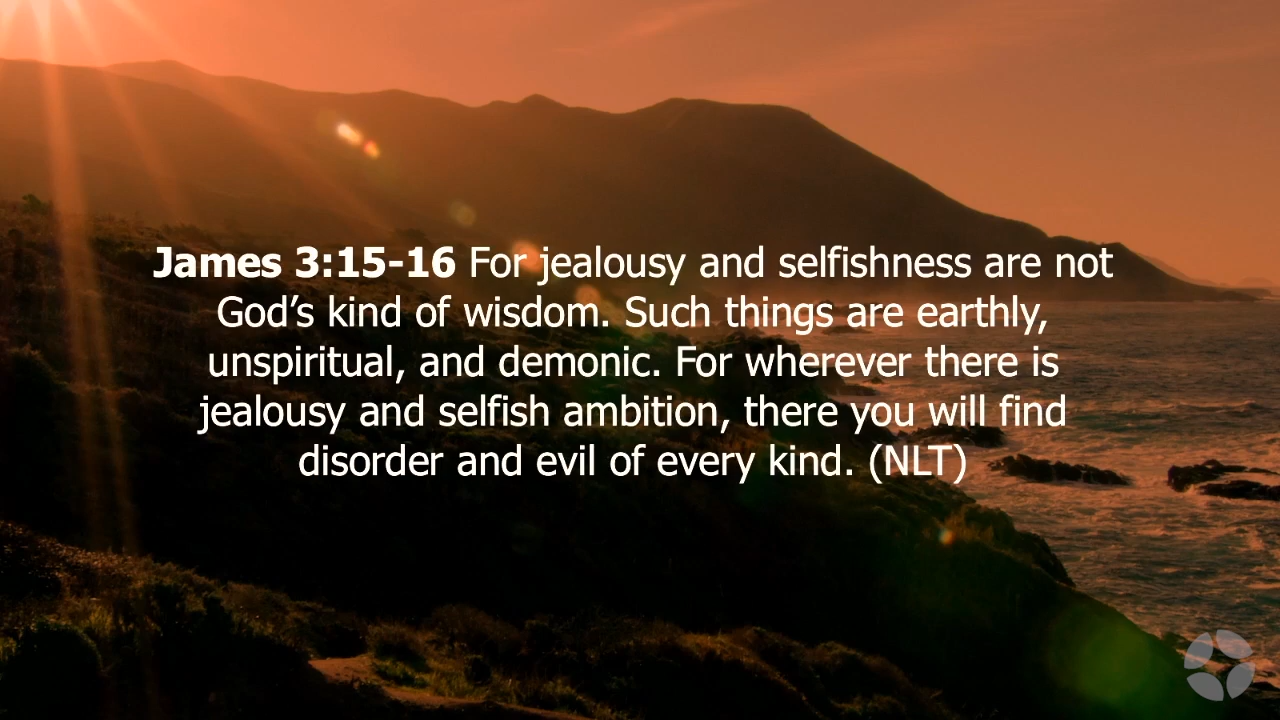 James 3:15-16 For jealousy and selfishness are not
God’s kind of wisdom. Such things are earthly,
unspiritual, and demonic. For wherever there is
jealousy and selfish ambition, there you will find
disorder and evil of every kind. (NLT)